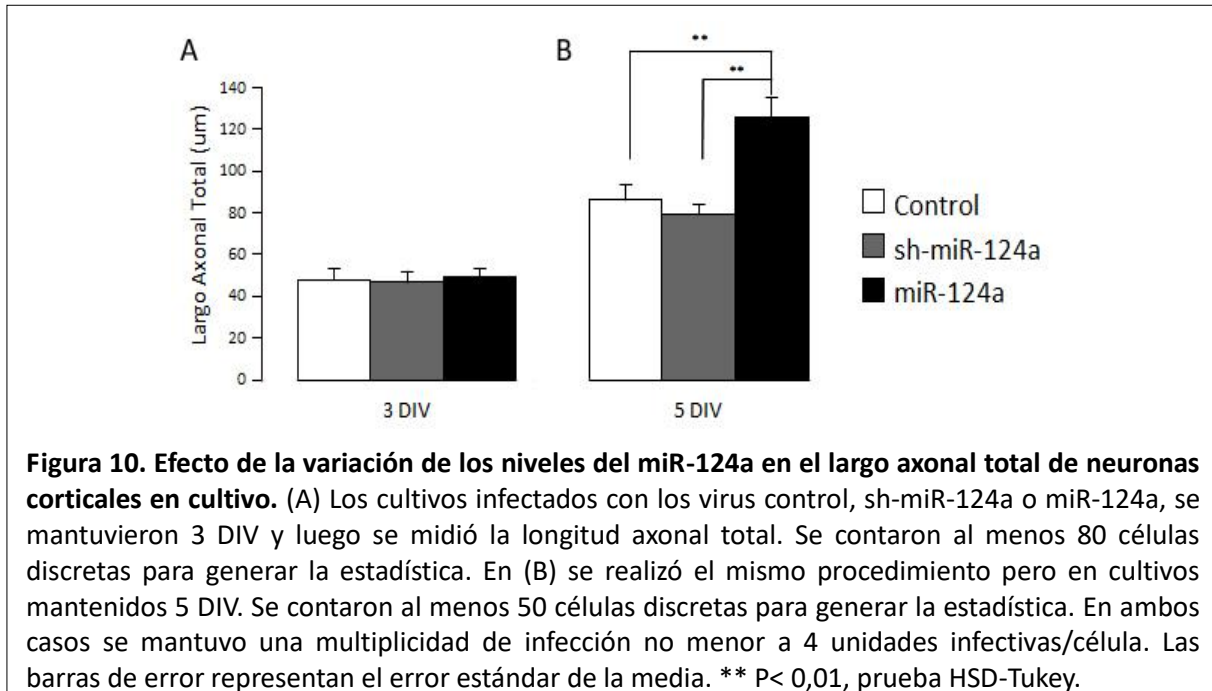 A
B
**
**
Largo Axonal Total (um)
140
120
100
80
60
40
20
0
3 DIV
5 DIV
Control
sh-miR-124a
miR-124a
Figura 10. Efecto de la variación de los niveles del miR-124a en el largo axonal total de neuronas
corticales en cultivo. (A) Los cultivos infectados con los virus control, sh-miR-124a o miR-124a, se
mantuvieron 3 DIV y luego se midió la longitud axonal total. Se contaron al menos 80 células
discretas para generar la estadística. En (B) se realizó el mismo procedimiento pero en cultivos
mantenidos 5 DIV. Se contaron al menos 50 células discretas para generar la estadística. En ambos
casos se mantuvo una multiplicidad de infección no menor a 4 unidades infectivas/célula. Las
barras de error representan el error estándar de la media. ** P< 0,01, prueba HSD-Tukey.